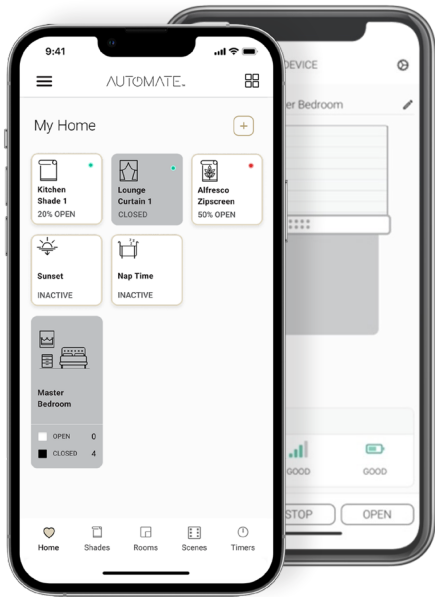 9:41
AUTOMATE
My Home
+
Kitchen
Shade 1
20% OPEN
Lounge
Curtain 1
CLOSED
Alfresco
Zipscreen
50% OPEN
Sunset
INACTIVE
Nap Time
INACTIVE
Master
Bedroom
OPEN 0
CLOSED 4
Home Shades Rooms Scenes Timers
DEVICE
Bedroom
GOOD GOOD
STOP OPEN